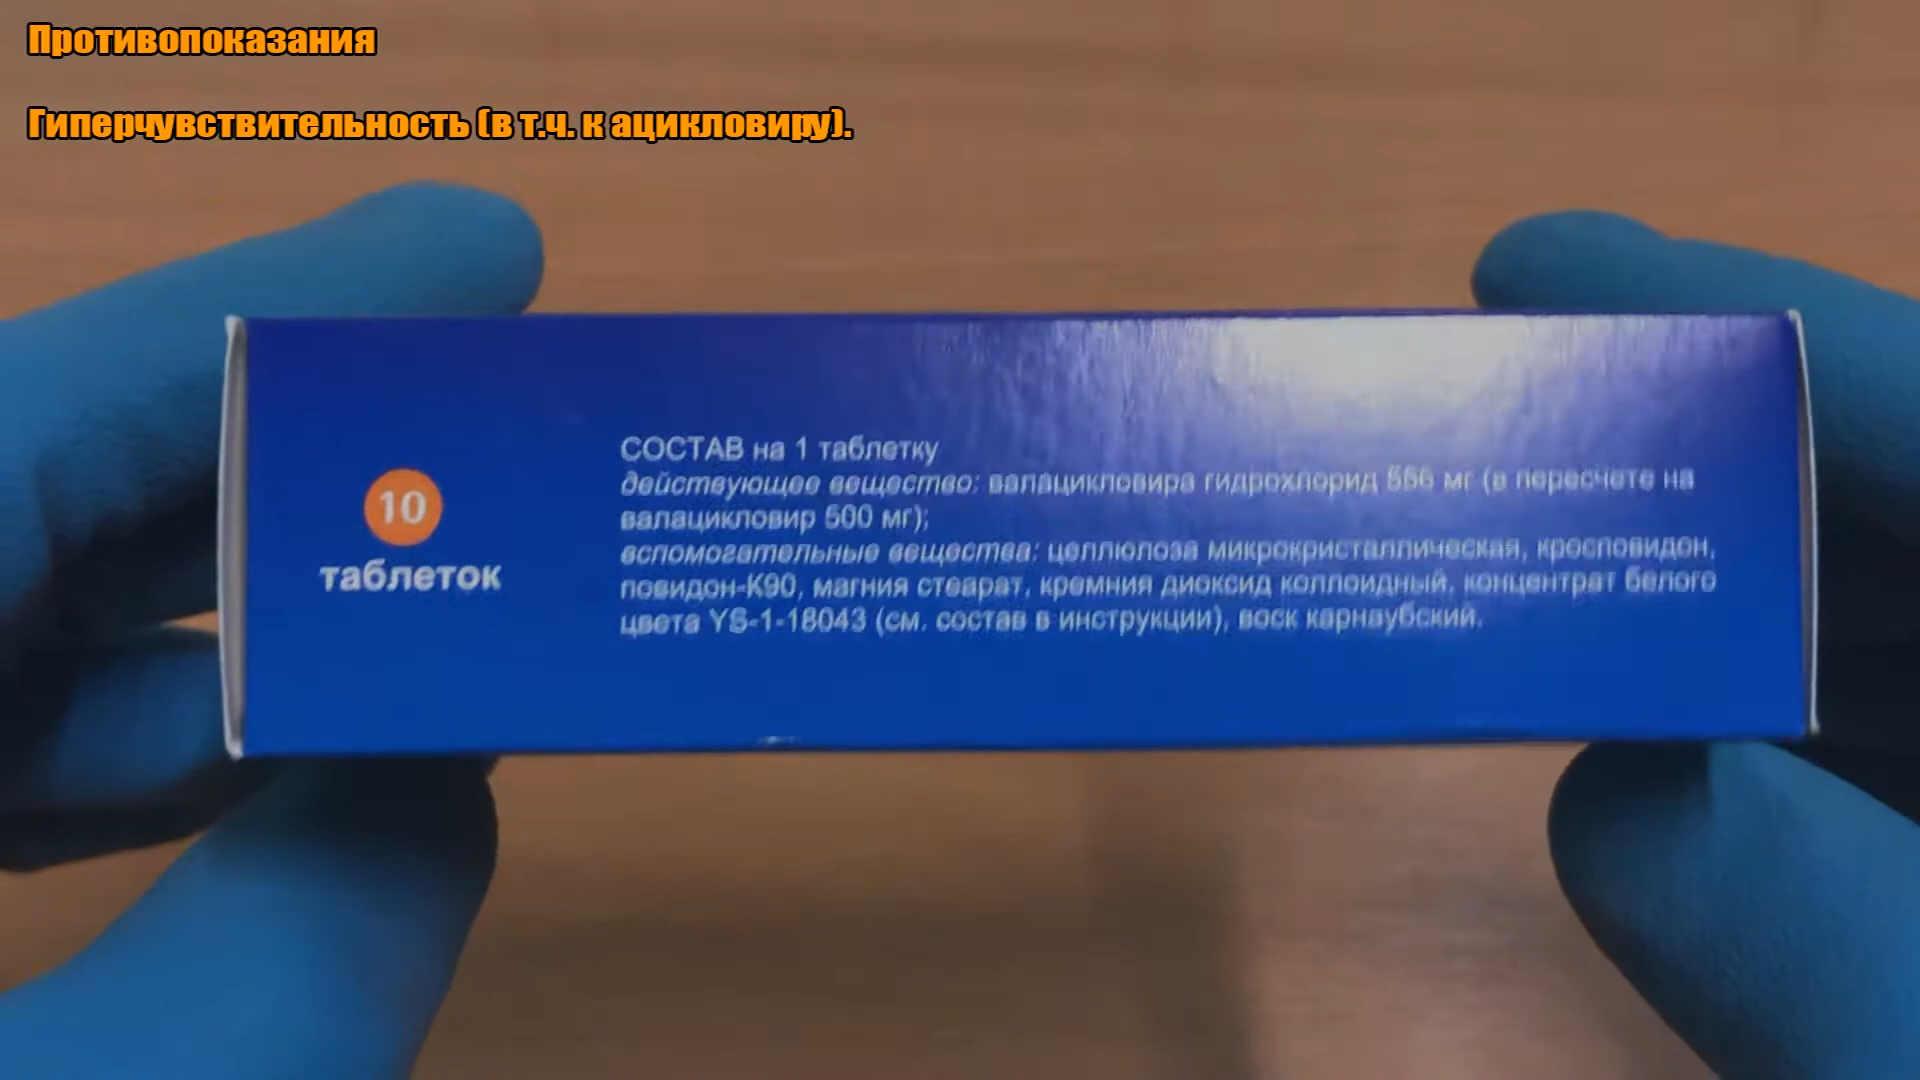 Противопоказания
Гиперчувствительность (в т.ч. к ацикловиру).
10
таблеток
СОСТАВ на 1 таблетку
действующее вещество: валацикловира гидрохлорид 556 мг (в пересчете на
валацикловир 500 мг);
вспомогательные вещества: целлюлоза микрокристаллическая, кросповидон,
повидон-К90, магния стеарат, кремния диоксид коллоидный, концентрат белого
цвета YS-1-18043 (см. состав в инструкции), воск карнаубский.